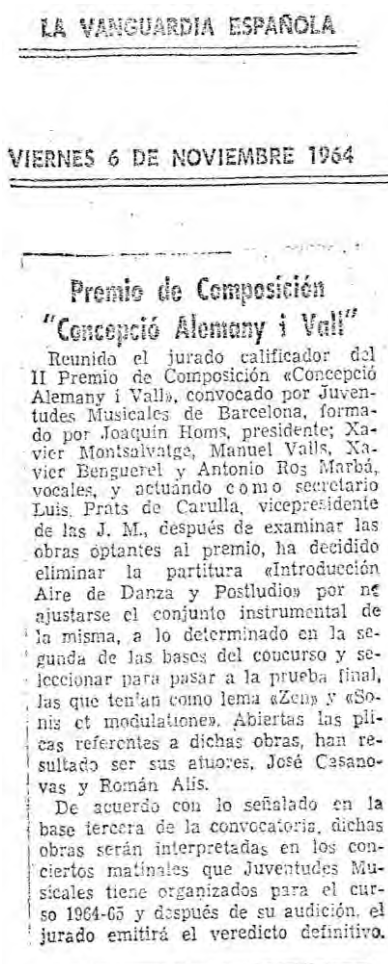 LA VANGUARDIA ESPAÑOLA
VIERNES 6 DE NOVIEMBRE 1964
Premio de Composición
"Concepció Alemany i Vall"
Reunido el jurado calificador del
II Premio de Composición «Concepció
Alemany i Vall», convocado por Juven-
tudes Musicales de Barcelona, forma-
do por Joaquín Homs, presidente; Xa-
vier Montsalvatge, Manuel Valls, Xa-
vier Benguerel y Antonio Ros Marbá,
vocales, y actuando como secretario
Luis Prats de Carulla, vicepresidente
de las J. M., después de examinar las
obras optantes al premio, ha decidido
eliminar la partitura «Introducción
Aire de Danza y Postludio» por no
ajustarse el conjunto instrumental de
la misma, a lo determinado en la se-
gunda de las bases del concurso y se-
leccionar para pasar a la prueba final,
las que tenían como lema «Zen» y «So-
nis et modulatione». Abiertas las pli-
cas referentes a dichas obras, han re-
sultado ser sus atuores, José Casano-
vas y Román Alís.
De acuerdo con lo señalado en la
base tercera de la convocatoria, dichas
obras serán interpretadas en los con-
ciertos matinales que Juventudes Mu-
sicales tiene organizados para el cur-
so 1964-65 y después de su audición, el
jurado emitirá el veredicto definitivo.